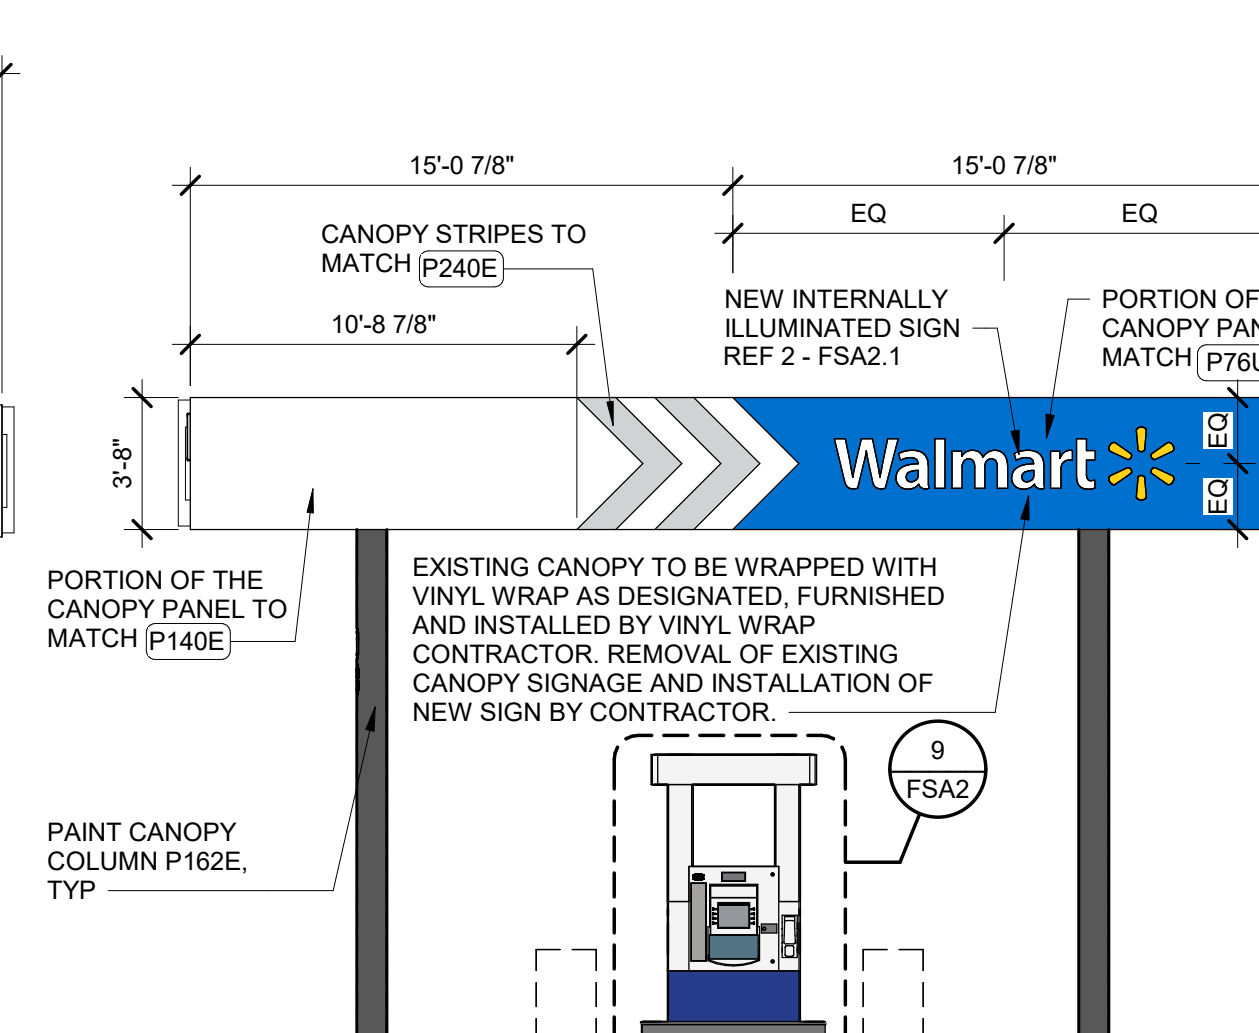 15'-0 7/8"
15'-0 7/8"
EQ
EQ
CANOPY STRIPES TO
MATCH P240E
10'-8 7/8"
NEW INTERNALLY
ILLUMINATED SIGN
REF 2 - FSA2.1
PORTION OF
CANOPY
MATCH
3'-8"
Walmart
EQ
EQ
PORTION OF THE
CANOPY PANEL TO
MATCH P140E
EXISTING CANOPY TO BE WRAPPED WITH
VINYL WRAP AS DESIGNATED, FURNISHED
AND INSTALLED BY VINYL WRAP
CONTRACTOR. REMOVAL OF EXISTING
CANOPY SIGNAGE AND INSTALLATION OF
NEW SIGN BY CONTRACTOR.
9
FSA2
PAINT CANOPY
COLUMN P162E,
TYP